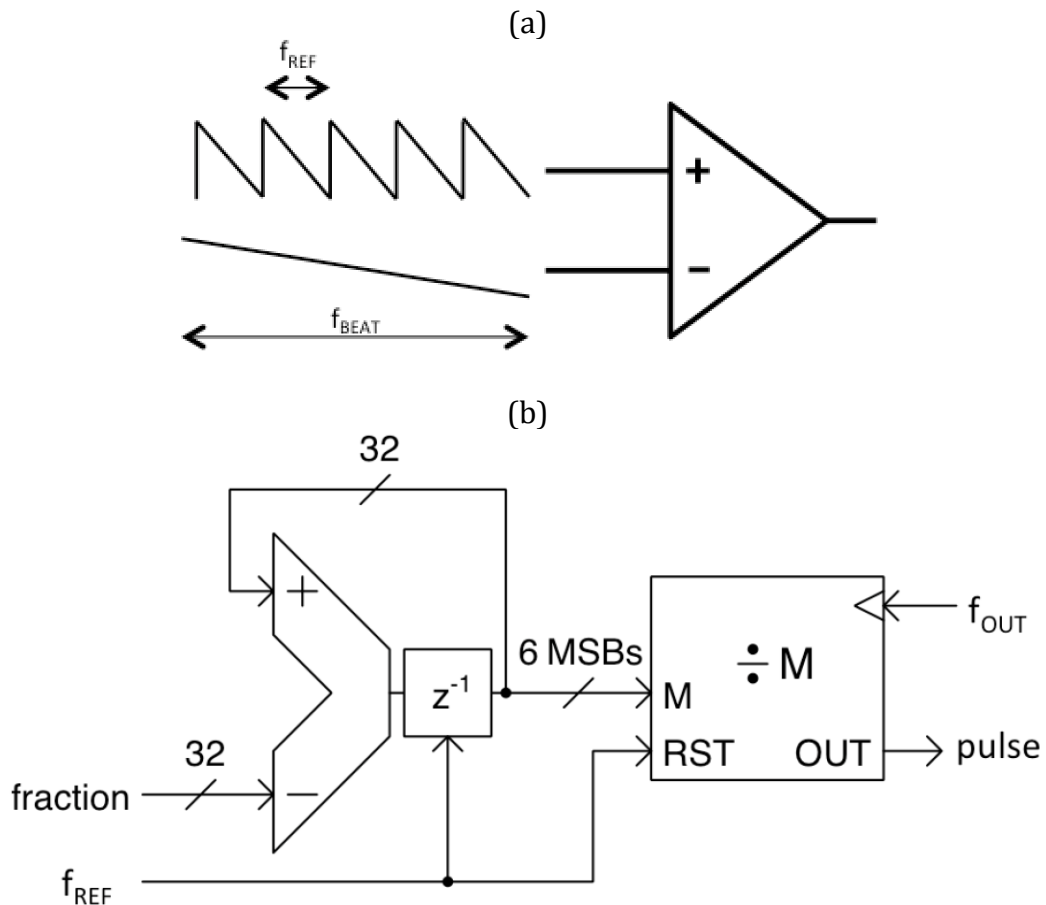 (a)
fREF
+
−
fBEAT
(b)
32
+
6 MSBs
fOUT
÷ M
z-1
M
32
RST OUT
pulse
fraction
−
fREF